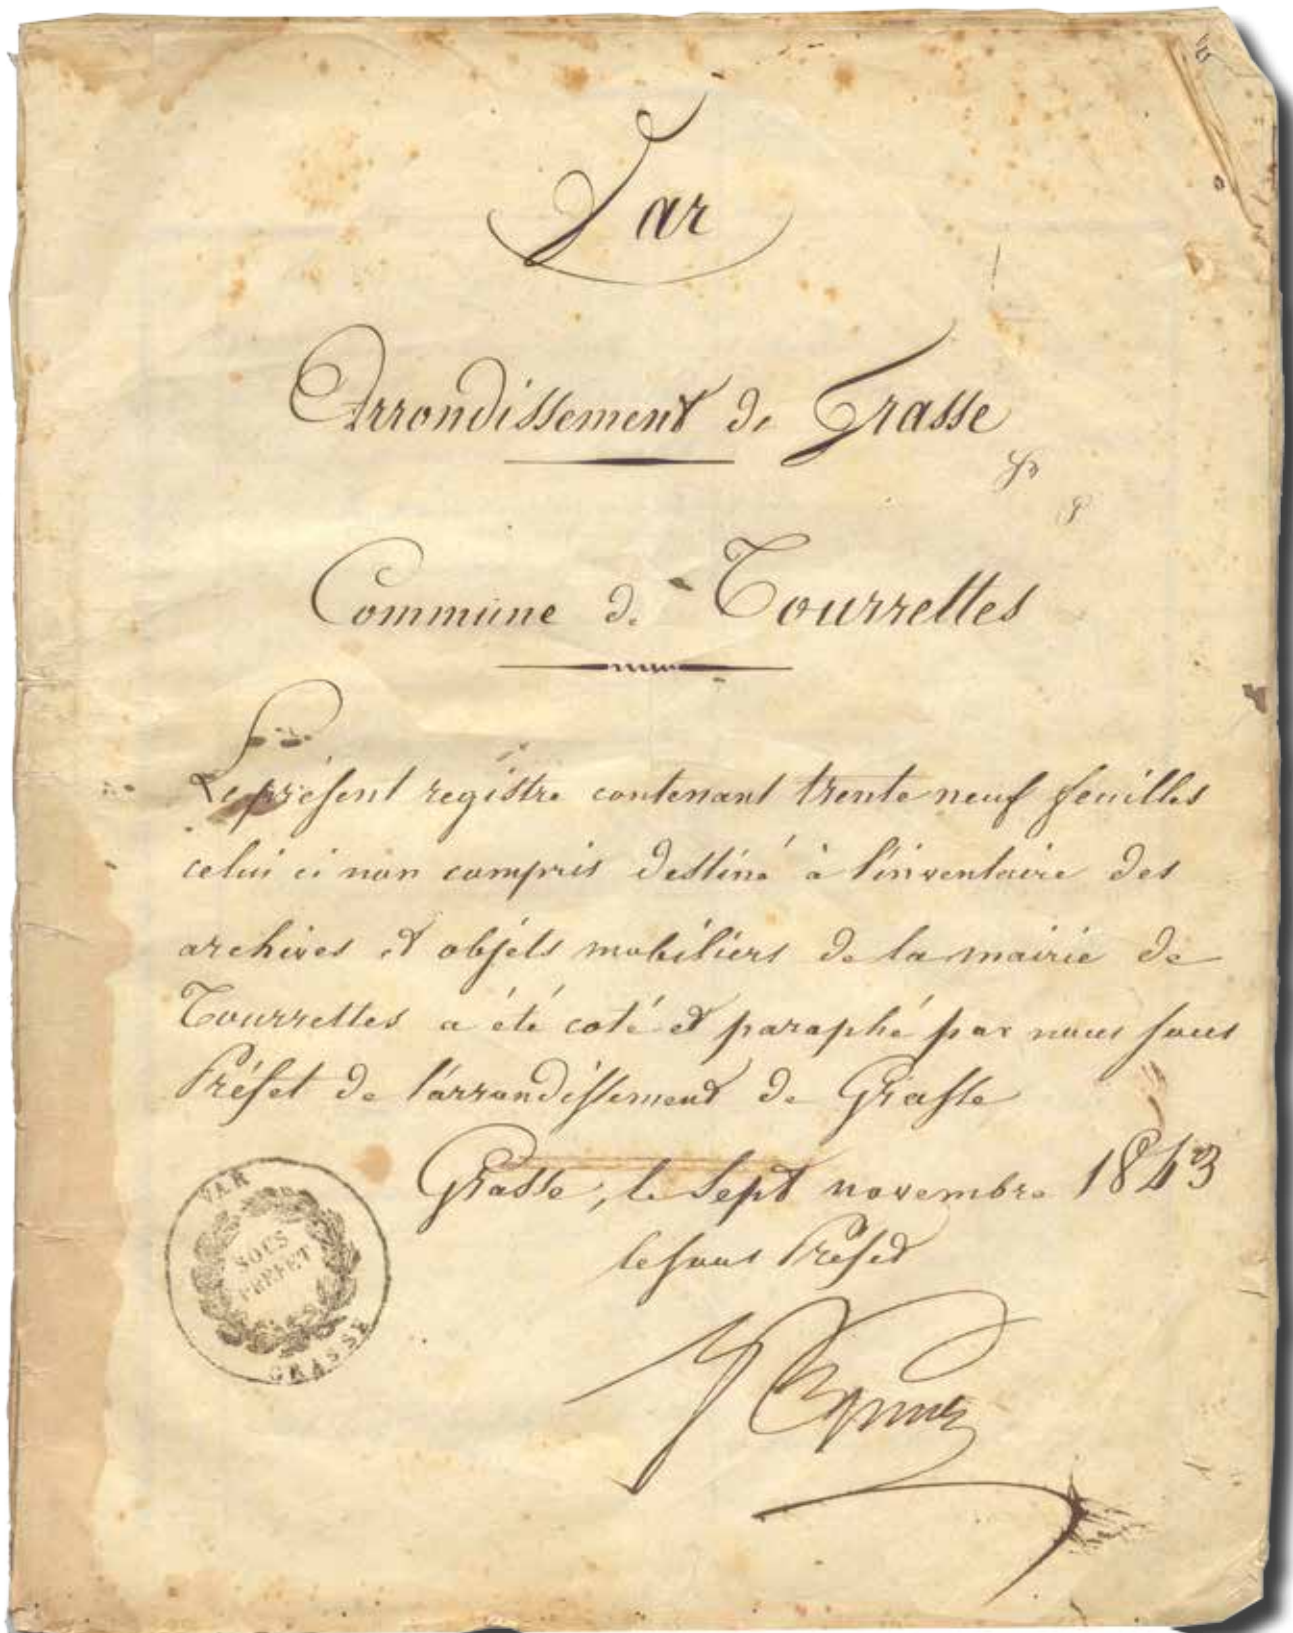 Var
Arrondissement de Grasse
Commune de Tourrettes
Le présent registre contenant trente neuf feuilles
celui ci non compris destiné à l'inventaire des
archives et objets mobiliers de la mairie de
Tourrettes a été coté et paraphé par nous sous
Préfet de l'arrondissement de Grasse
Grasse, le sept novembre 1843
le sous Préfet
VAR
SOUS
PREFET
GRASSE